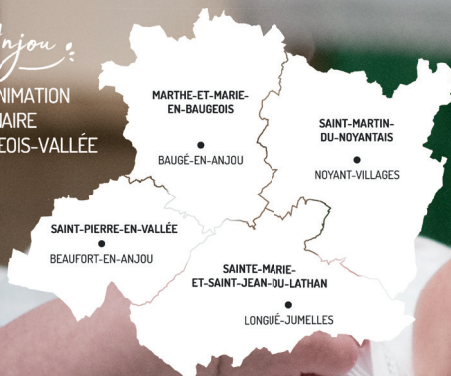 njou
NIMATION
AIRE
EOIS-VALLÉE
MARTHE-ET-MARIE-
EN-BAUGEOIS
BAUGÉ-EN-ANJOU
SAINT-MARTIN-
DU-NOYANTAIS
NOYANT-VILLAGES
SAINT-PIERRE-EN-VALLÉE
BEAUFORT-EN-ANJOU
SAINTE-MARIE-
ET-SAINT-JEAN-DU-LATHAN
LONGUÉ-JUMELLES